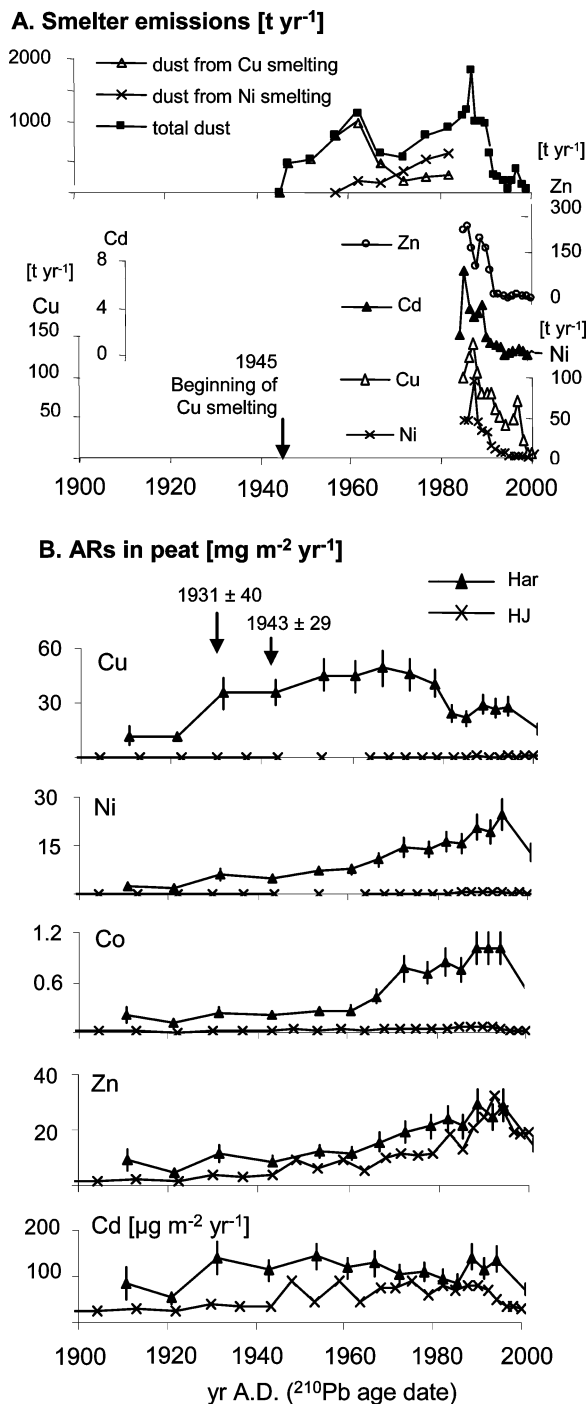 A. Smelter emissions [t yr-1]
2000
dust from Cu smelting
dust from Ni smelting
1000
total dust
[t yr-1]
Zn
300
Cd
[t yr-1]
8
Zn
150
Cu
4
Cd
0
150
0
[t yr-1]
1945
Ni
100
Beginning of
Cu
100
Cu smelting
50
Ni
50
0
1900
1920
1940
1960
1980
2000
B. ARs in peat [mg m-2 yr-1]
Har
1931 ± 40
HJ
1943 ± 29
60
Cu
30
30
Ni
15
1.2
Co
0.6
40
Zn
20
200
Cd [µg m-2 yr-1]
100
1900
1920
1940
1960
1980
2000
yr A.D. (210Pb age date)